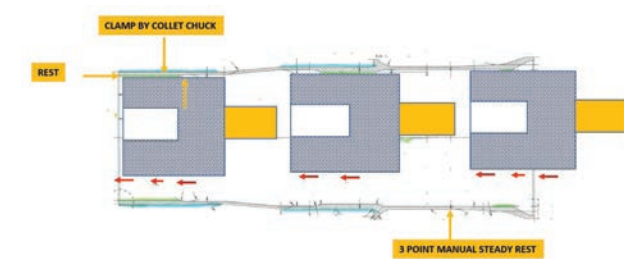 CLAMP BY COLLET CHUCK
REST
3 POINT MANUAL STEADY REST